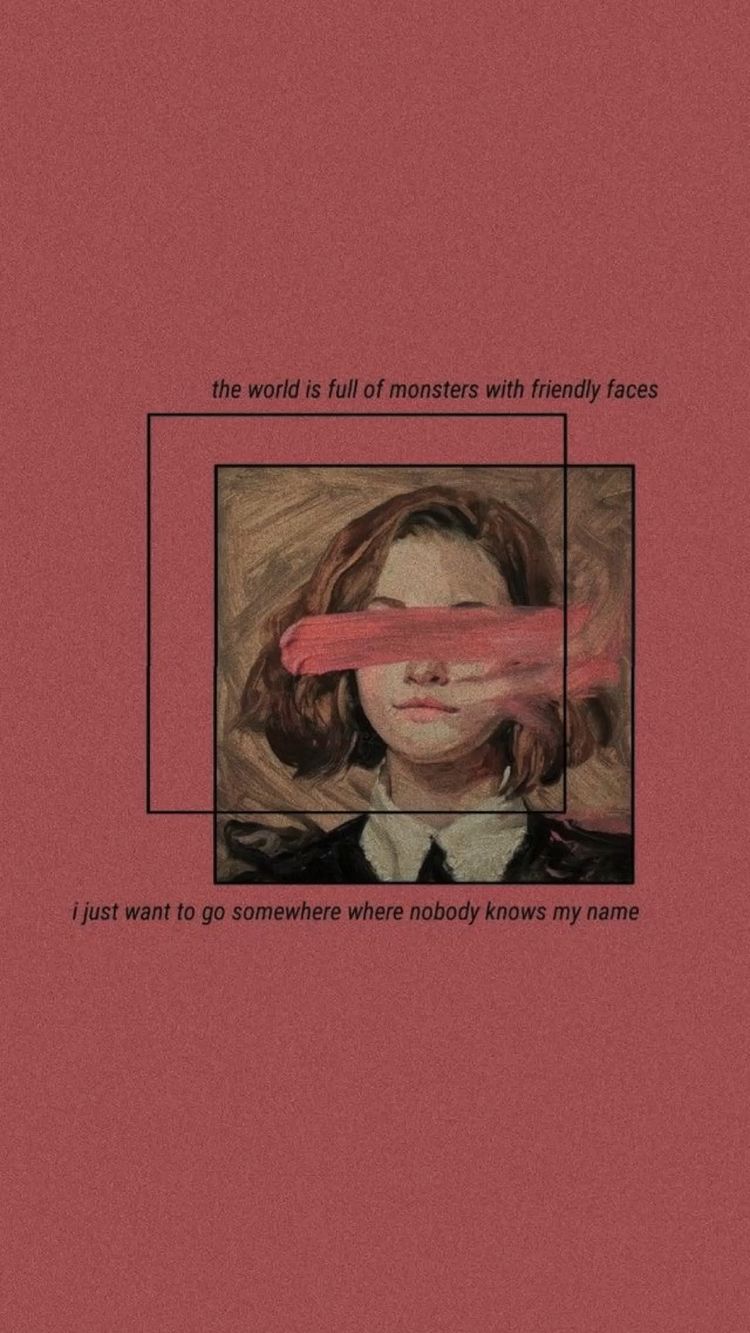 the world is full of monsters with friendly faces
i just want to go somewhere where nobody knows my name